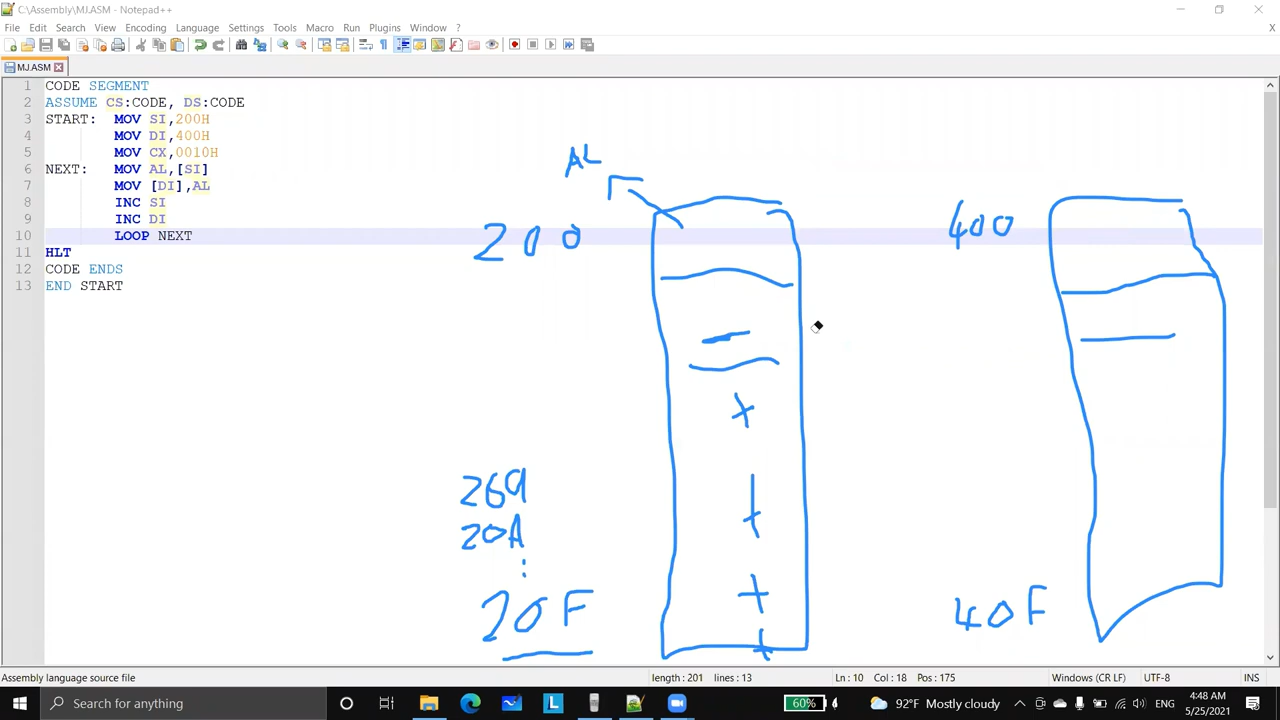 C:\Assembly\MJ.ASM - Notepad++
File Edit Search View Encoding Language Settings Tools Macro Run Plugins Window ?
X
MJ.ASM
1 CODE SEGMENT
2 ASSUME CS:CODE, DS:CODE
3 START: MOV SI,200H
4 MOV DI,400H
5 MOV CX,0010H
6 NEXT: MOV AL,[SI]
7 MOV [DI],AL
8 INC SI
9 INC DI
10 LOOP NEXT
11 HLT
12 CODE ENDS
13 END START
AL
200
400
209
20A
:
20F
40F
Assembly language source file length : 201 lines : 13 Ln : 10 Col : 18 Pos : 175 Windows (CR LF) UTF-8 INS
Type here to search
60%
92°F Mostly cloudy
4:48 AM
5/25/2021